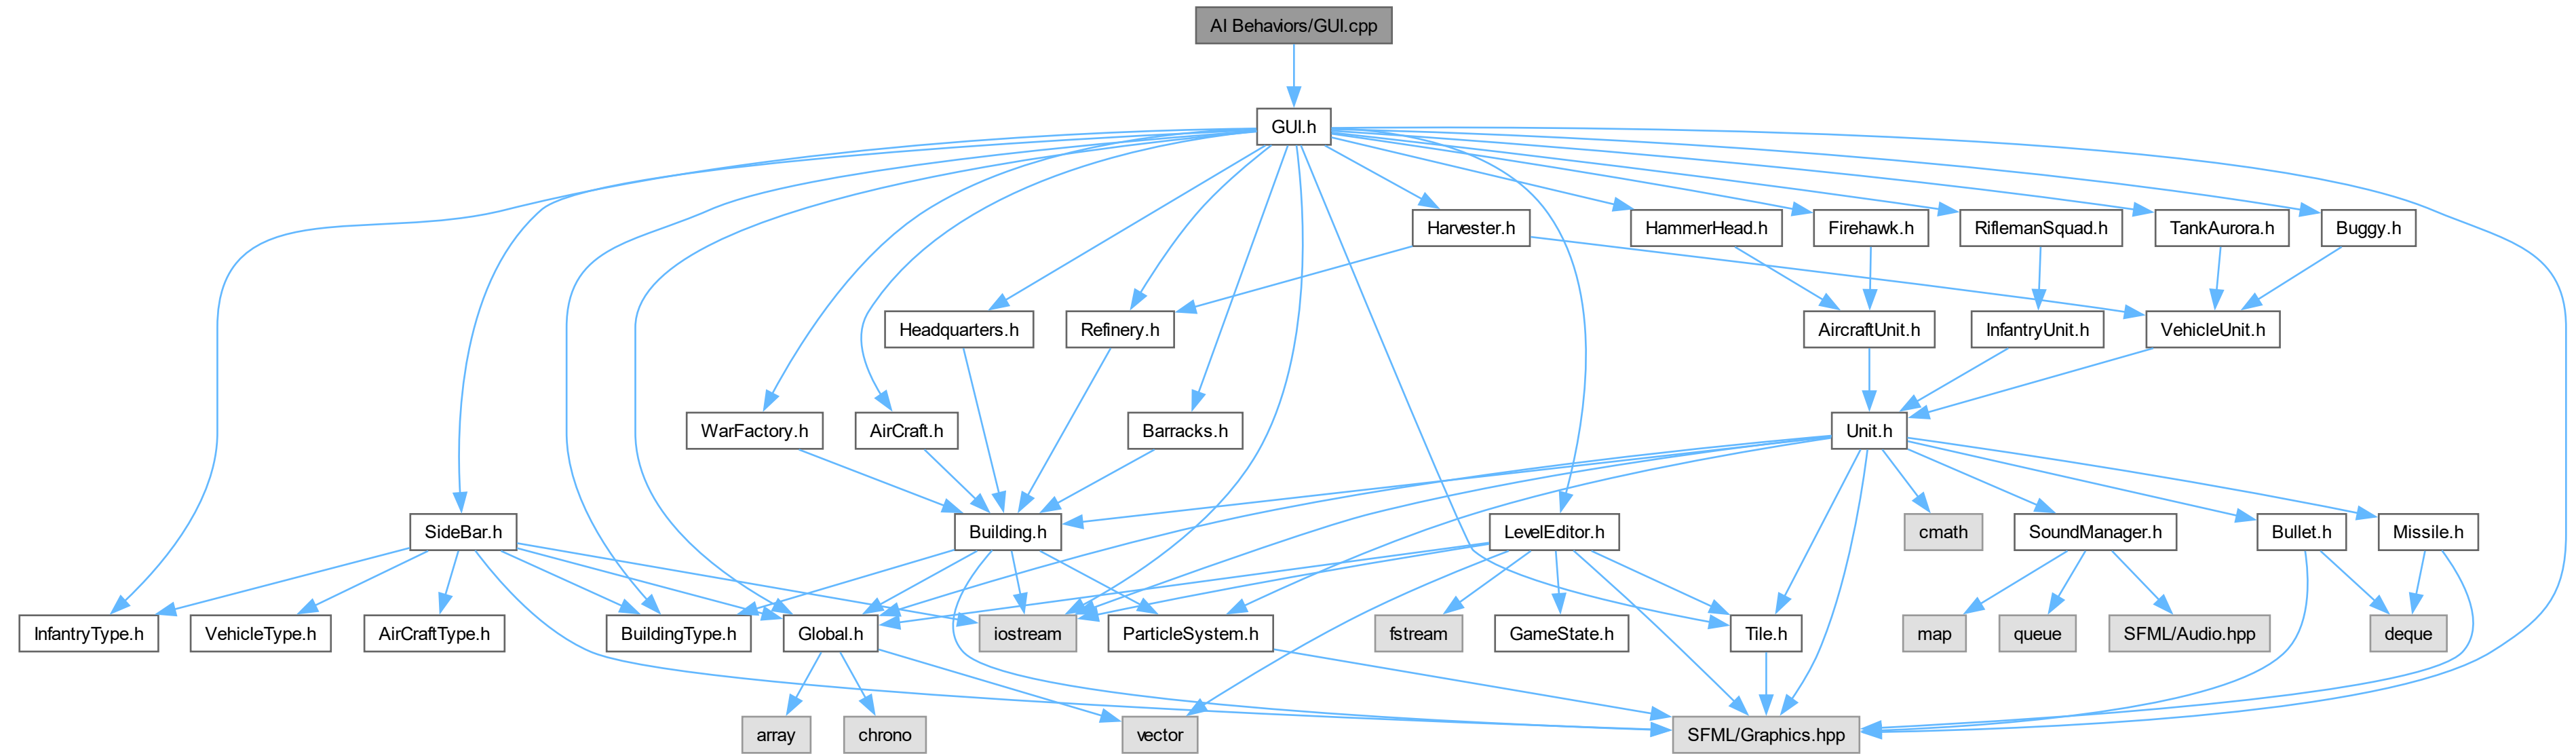 AI Behaviors/GUI.cpp
GUI.h
Harvester.h
HammerHead.h
Firehawk.h
RiflemanSquad.h
TankAurora.h
Buggy.h
Headquarters.h
Refinery.h
AircraftUnit.h
InfantryUnit.h
VehicleUnit.h
WarFactory.h
AirCraft.h
Barracks.h
Unit.h
SideBar.h
Building.h
LevelEditor.h
cmath
SoundManager.h
Bullet.h
Missile.h
InfantryType.h
VehicleType.h
AirCraftType.h
BuildingType.h
Global.h
iostream
ParticleSystem.h
fstream
GameState.h
Tile.h
map
queue
SFML/Audio.hpp
deque
array
chrono
vector
SFML/Graphics.hpp